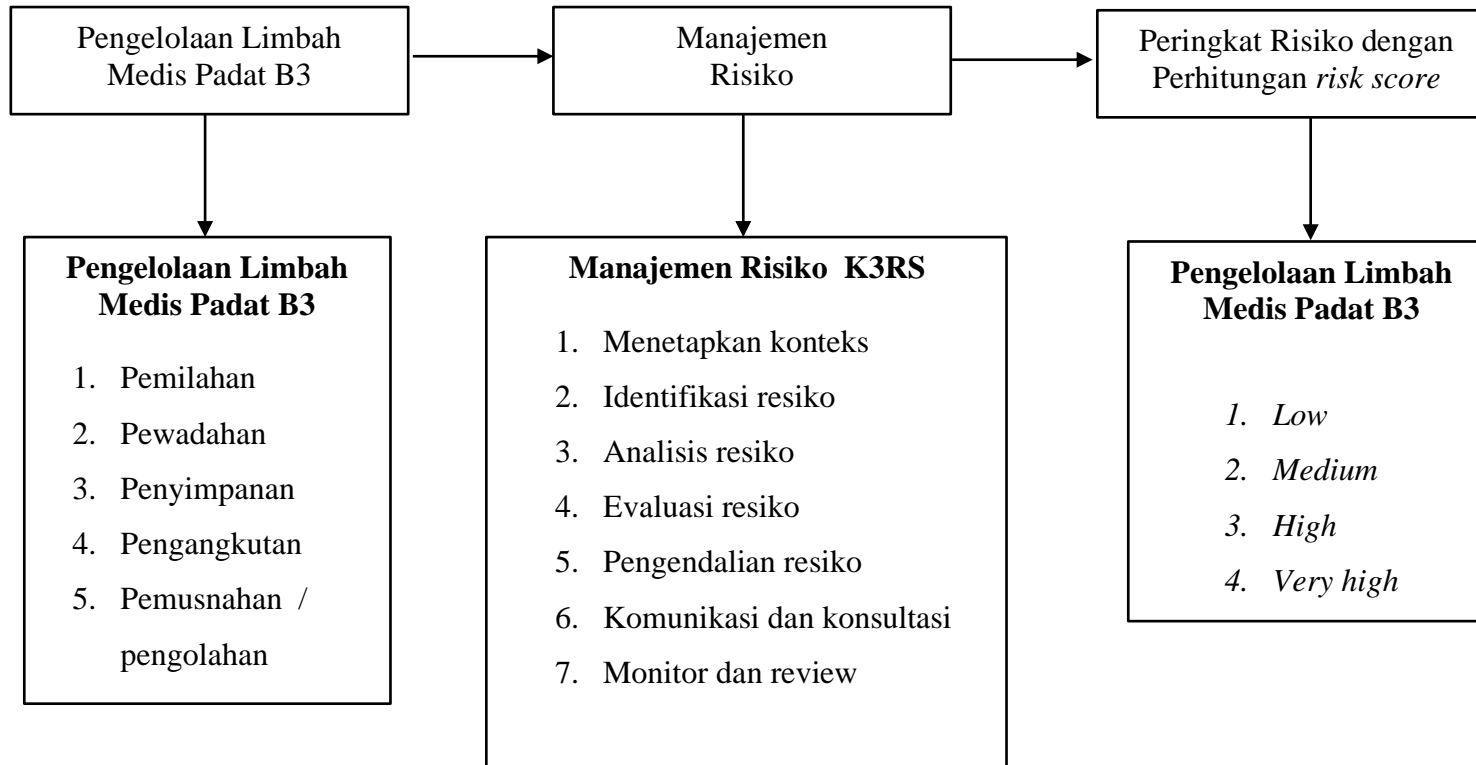 Pengelolaan Limbah
Medis Padat B3
Manajemen
Risiko
Peringkat Risiko dengan
Perhitungan risk score
Pengelolaan Limbah
Medis Padat B3
1. Pemilahan
2. Pewadahan
3. Penyimpanan
4. Pengangkutan
5. Pemusnahan /
pengolahan
Manajemen Risiko K3RS
1. Menetapkan konteks
2. Identifikasi resiko
3. Analisis resiko
4. Evaluasi resiko
5. Pengendalian resiko
6. Komunikasi dan konsultasi
7. Monitor dan review
Pengelolaan Limbah
Medis Padat B3
1. Low
2. Medium
3. High
4. Very high